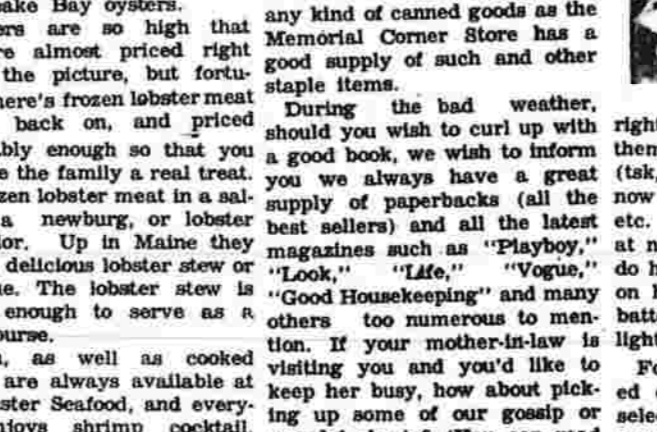 ake Bay oysters.
ers are so high that
re almost priced right
the picture, but fortu-
here's frozen lobster meat
back on, and priced
bly enough so that you
e the family a real treat.
zen lobster meat in a sal-
a newburg, or lobster
or. Up in Maine they
delicious lobster stew or
ue. The lobster stew is
enough to serve as a
ourse.
, as well as cooked
are always available at
ster Seafood, and every-
njoys shrimp cocktail.
any kind of canned goods as the
Memorial Corner Store has a
good supply of such and other
staple items.
During the bad weather,
should you wish to curl up with
a good book, we wish to inform
you we always have a great
supply of paperbacks (all the
best sellers) and all the latest
magazines such as "Playboy,"
"Look," "Life," "Vogue,"
"Good Housekeeping" and many
others too numerous to men-
tion. If your mother-in-law is
visiting you and you'd like to
keep her busy, how about pick-
ing up some of our gossip or
right
them
(tsk,
now
etc.
at n
do h
on l
batt
light
Fo
ed
sele